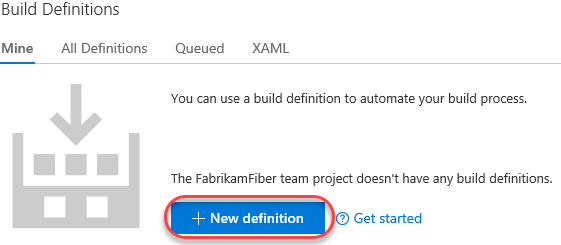 Build Definitions
Mine All Definitions Queued XAML
You can use a build definition to automate your build process.
The FabrikamFiber team project doesn't have any build definitions.
+ New definition ? Get started